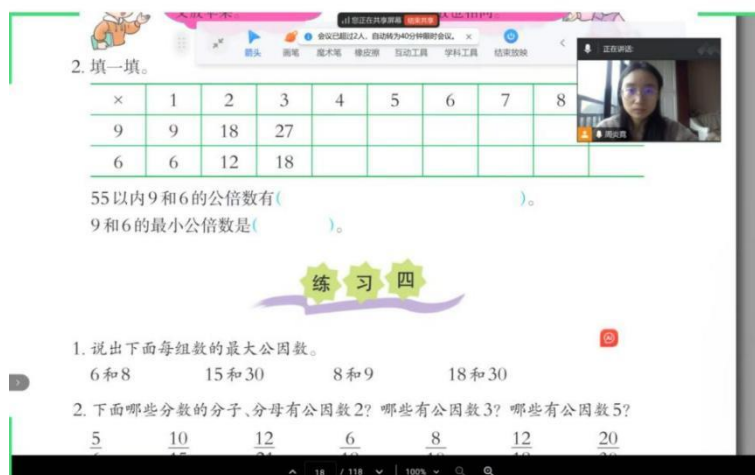 您正在共享屏幕 结束共享
会议已超过2人，自动转为40分钟限时会议。 ×
箭头 画笔 魔术笔 橡皮擦 互动工具 学科工具 结束放映
正在讲话:
2. 填一填。
× 1 2 3 4 5 6 7 8
9 9 18 27
6 6 12 18
55以内9和6的公倍数有( )。
9和6的最小公倍数是( )。
练习四
1. 说出下面每组数的最大公因数。
6和8 15和30 8和9 18和30
2. 下面哪些分数的分子、分母有公因数2? 哪些有公因数3? 哪些有公因数5?
5 10 12 6 8 12 20
18 / 118 100%